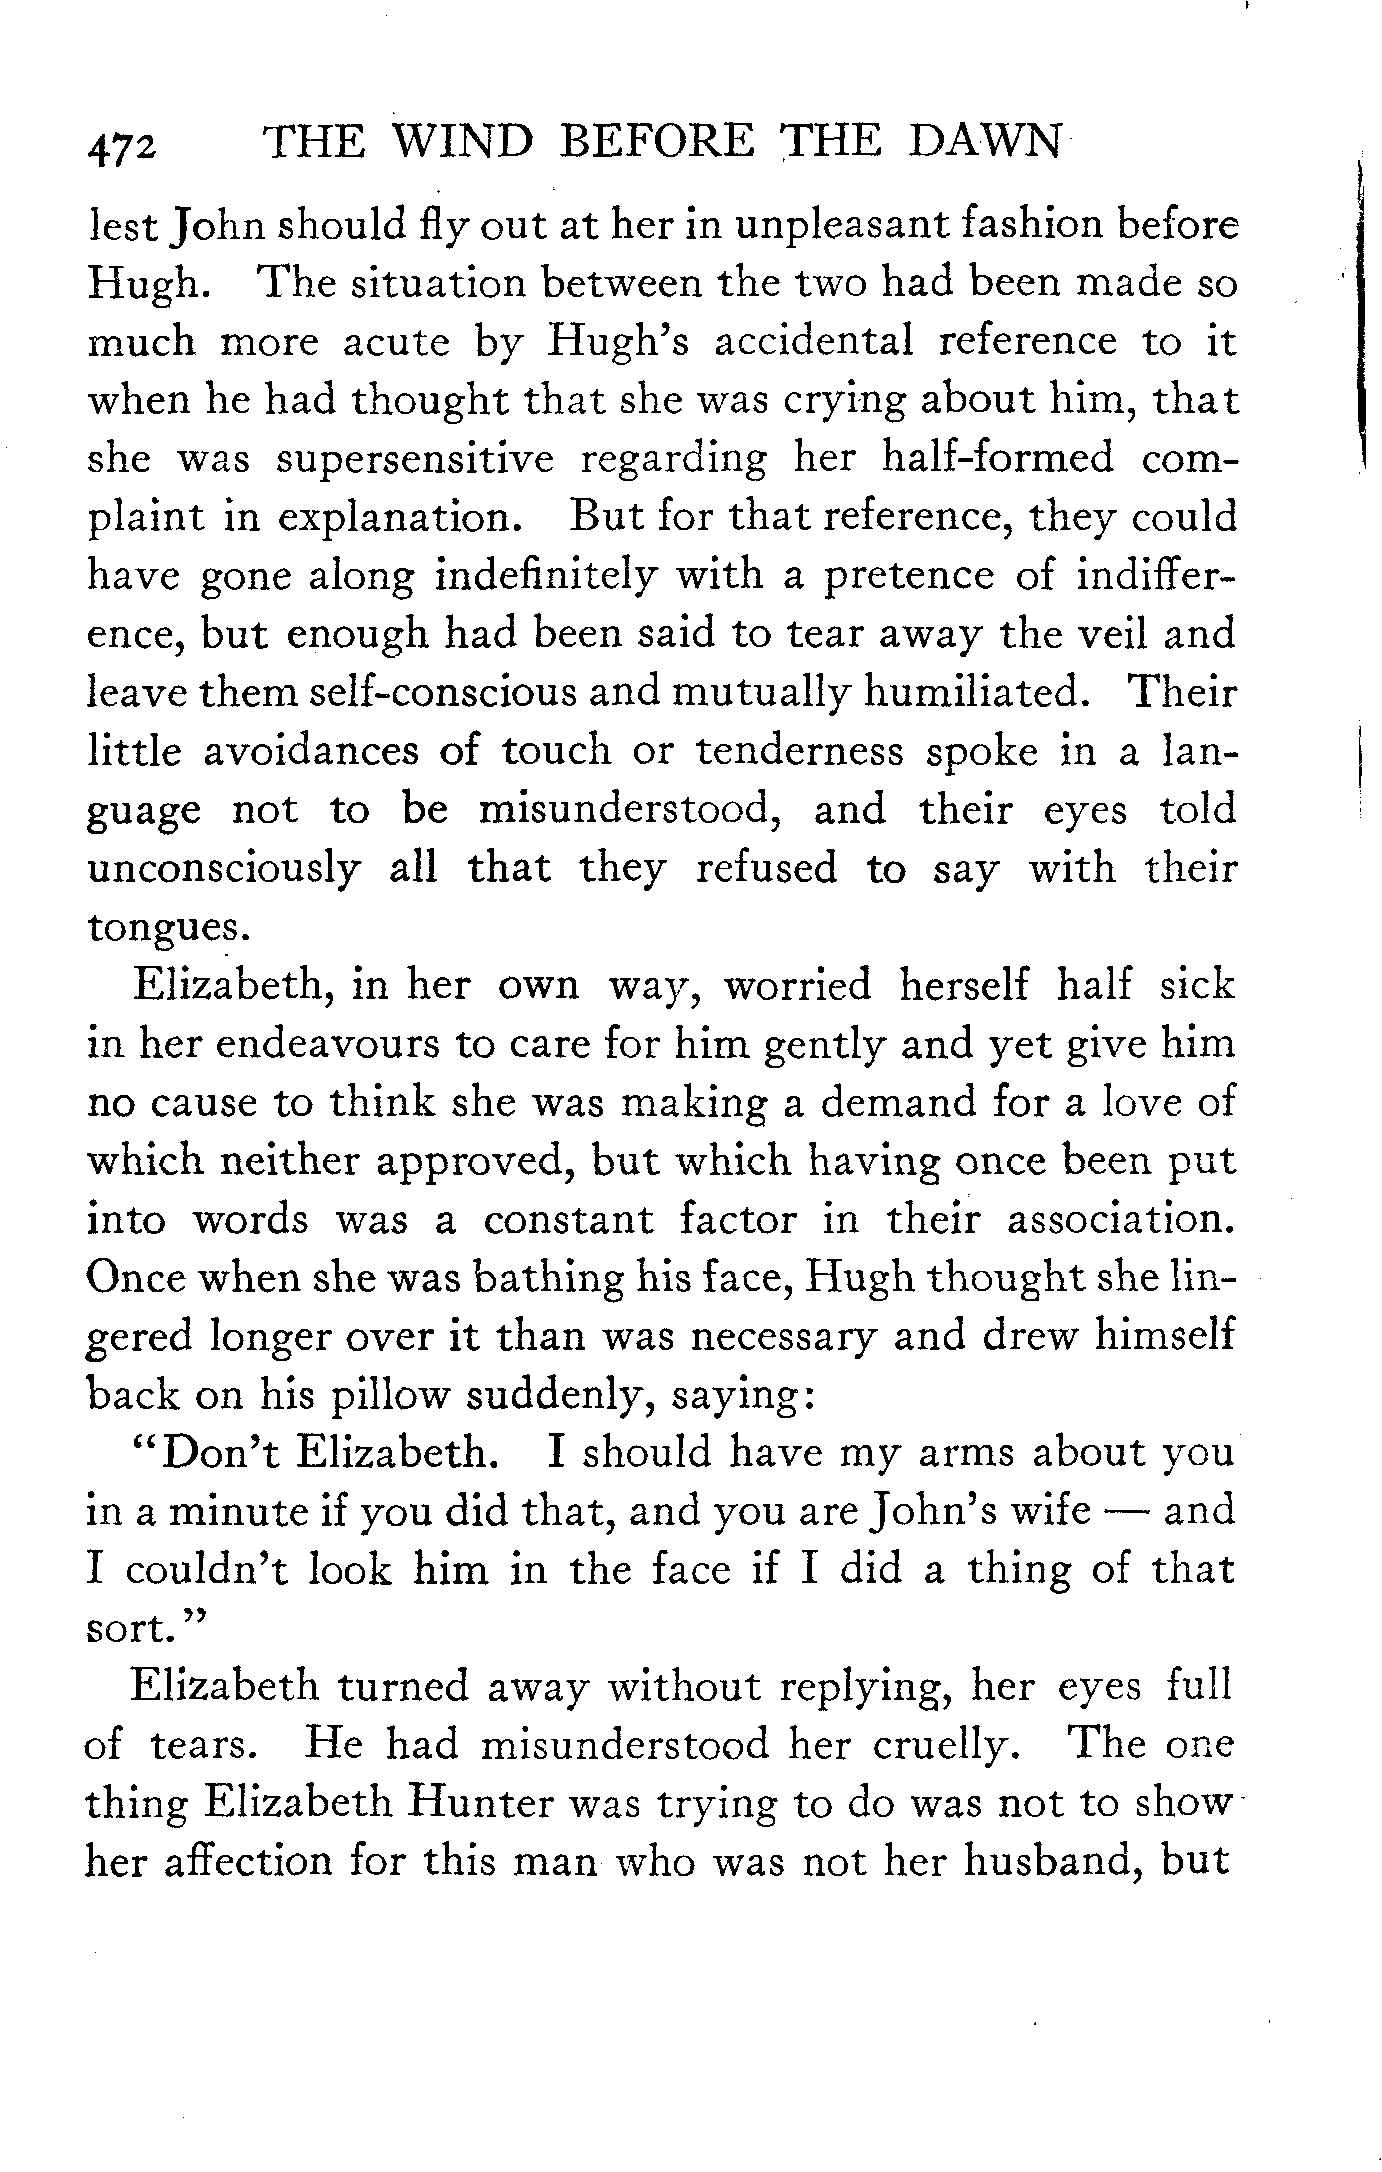 472 THE WIND BEFORE THE DAWN
lest John should fly out at her in unpleasant fashion before
Hugh. The situation between the two had been made so
much more acute by Hugh's accidental reference to it
when he had thought that she was crying about him, that
she was supersensitive regarding her half-formed com-
plaint in explanation. But for that reference, they could
have gone along indefinitely with a pretence of indiffer-
ence, but enough had been said to tear away the veil and
leave them self-conscious and mutually humiliated. Their
little avoidances of touch or tenderness spoke in a lan-
guage not to be misunderstood, and their eyes told
unconsciously all that they refused to say with their
tongues.
Elizabeth, in her own way, worried herself half sick
in her endeavours to care for him gently and yet give him
no cause to think she was making a demand for a love of
which neither approved, but which having once been put
into words was a constant factor in their association.
Once when she was bathing his face, Hugh thought she lin-
gered longer over it than was necessary and drew himself
back on his pillow suddenly, saying:
"Don't Elizabeth. I should have my arms about you
in a minute if you did that, and you are John's wife — and
I couldn't look him in the face if I did a thing of that
sort."
Elizabeth turned away without replying, her eyes full
of tears. He had misunderstood her cruelly. The one
thing Elizabeth Hunter was trying to do was not to show
her affection for this man who was not her husband, but